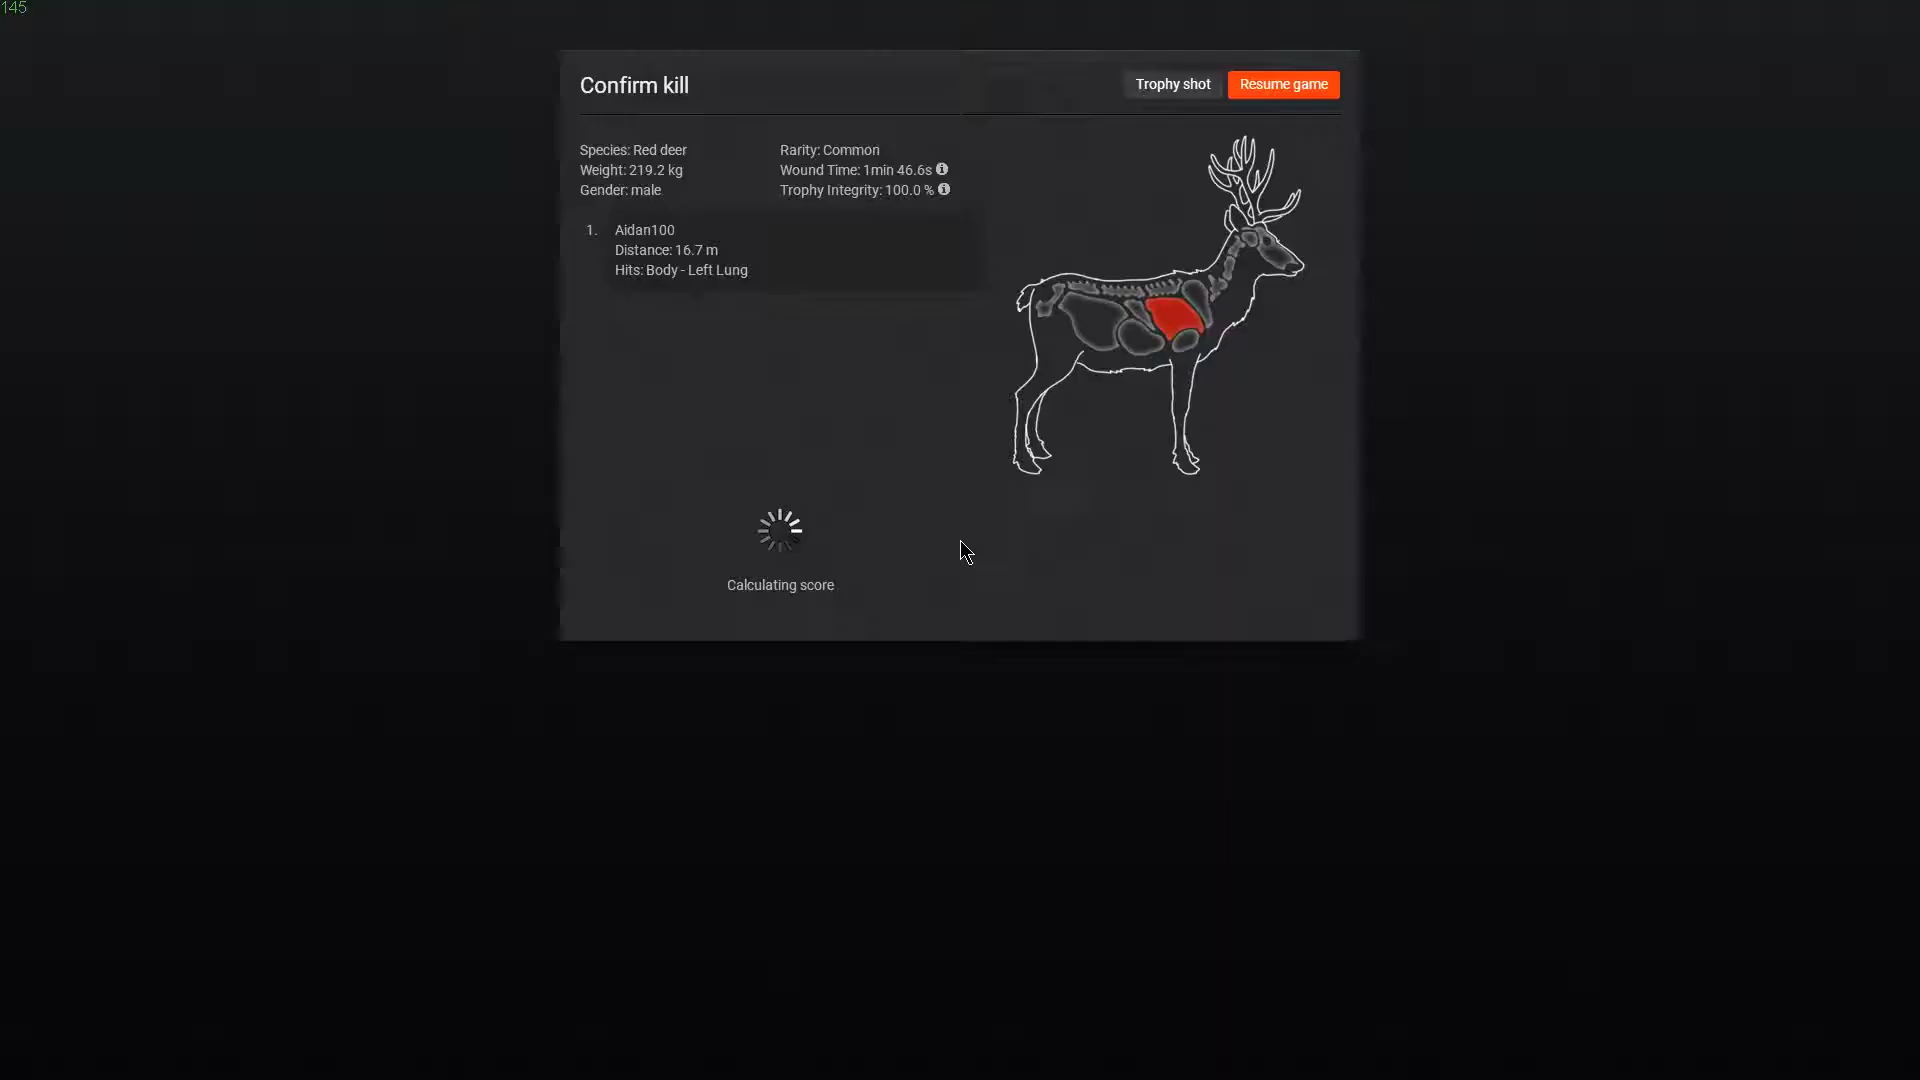 145
Confirm kill
Trophy shot
Resume game
Species: Red deer
Weight: 219.2 kg
Gender: male
Rarity: Common
Wound Time: 1min 46.6s
Trophy Integrity: 100.0 %
1. Aidan100
Distance: 16.7 m
Hits: Body - Left Lung
Calculating score